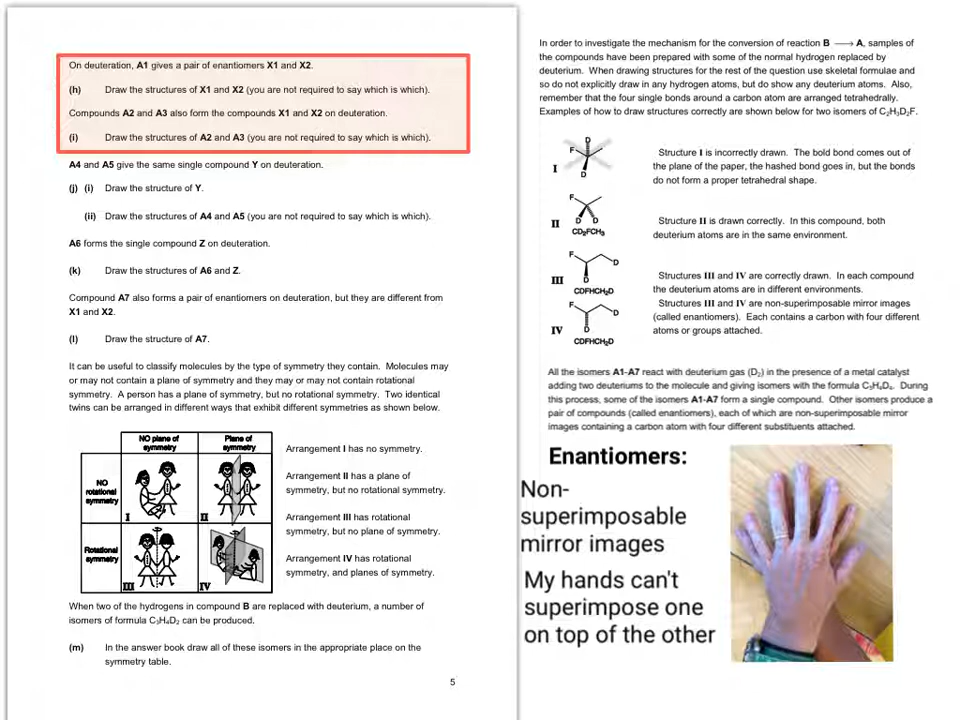 On deuteration, A1 gives a pair of enantiomers X1 and X2.
(h) Draw the structures of X1 and X2 (you are not required to say which is which).
Compounds A2 and A3 also form the compounds X1 and X2 on deuteration.
(i) Draw the structures of A2 and A3 (you are not required to say which is which).
A4 and A5 give the same single compound Y on deuteration.
(j) (i) Draw the structure of Y.
(ii) Draw the structures of A4 and A5 (you are not required to say which is which).
A6 forms the single compound Z on deuteration.
(k) Draw the structures of A6 and Z.
Compound A7 also forms a pair of enantiomers on deuteration, but they are different from
X1 and X2.
(l) Draw the structure of A7.
It can be useful to classify molecules by the type of symmetry they contain. Molecules may
or may not contain a plane of symmetry and they may or may not contain rotational
symmetry. A person has a plane of symmetry, but no rotational symmetry. Two identical
twins can be arranged in different ways that exhibit different symmetries as shown below.
NO plane of
symmetry
Plane of
symmetry
NO
rotational
symmetry
I
II
Rotational
symmetry
III
IV
Arrangement I has no symmetry.
Arrangement II has a plane of
symmetry, but no rotational symmetry.
Arrangement III has rotational
symmetry, but no plane of symmetry.
Arrangement IV has rotational
symmetry, and planes of symmetry.
When two of the hydrogens in compound B are replaced with deuterium, a number of
isomers of formula C₃H₄D₂ can be produced.
(m) In the answer book draw all of these isomers in the appropriate place on the
symmetry table.
5
In order to investigate the mechanism for the conversion of reaction B ⟶ A, samples of
the compounds have been prepared with some of the normal hydrogen replaced by
deuterium. When drawing structures for the rest of the question use skeletal formulae and
so do not explicitly draw in any hydrogen atoms, but do show any deuterium atoms. Also,
remember that the four single bonds around a carbon atom are arranged tetrahedrally.
Examples of how to draw structures correctly are shown below for two isomers of C₂H₃D₂F.
D
F
D
I
Structure I is incorrectly drawn. The bold bond comes out of
the plane of the paper, the hashed bond goes in, but the bonds
do not form a proper tetrahedral shape.
F
D D
II
CD₂FCH₃
Structure II is drawn correctly. In this compound, both
deuterium atoms are in the same environment.
F
D
D
III
CDFHCH₂D
Structures III and IV are correctly drawn. In each compound
the deuterium atoms are in different environments.
Structures III and IV are non-superimposable mirror images
(called enantiomers). Each contains a carbon with four different
atoms or groups attached.
F
D
D
IV
CDFHCH₂D
All the isomers A1-A7 react with deuterium gas (D₂) in the presence of a metal catalyst
adding two deuteriums to the molecule and giving isomers with the formula C₃H₄D₄. During
this process, some of the isomers A1-A7 form a single compound. Other isomers produce a
pair of compounds (called enantiomers), each of which are non-superimposable mirror
images containing a carbon atom with four different substituents attached.
Enantiomers:
Non-
superimposable
mirror images
My hands can't
superimpose one
on top of the other